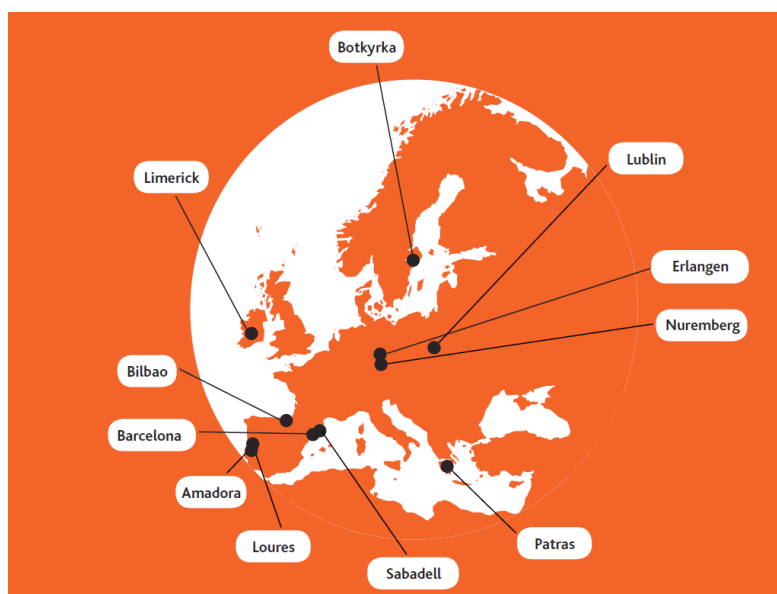 Botkyrka
Lublin
Limerick
Erlangen
Nuremberg
Bilbao
Barcelona
Amadora
Loures
Patras
Sabadell